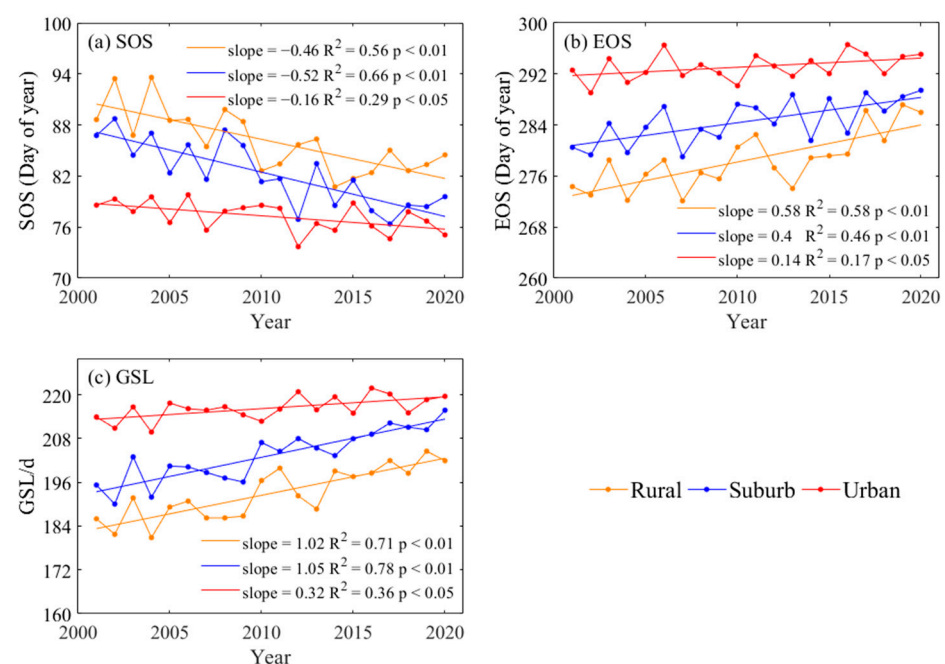 100
94
88
82
76
70
SOS (Day of year)
(a) SOS
slope = −0.46 R² = 0.56 p < 0.01
slope = −0.52 R² = 0.66 p < 0.01
slope = −0.16 R² = 0.29 p < 0.05
2000 2005 2010 2015 2020
Year
300
292
284
276
268
260
EOS (Day of year)
(b) EOS
slope = 0.58 R² = 0.58 p < 0.01
slope = 0.4 R² = 0.46 p < 0.01
slope = 0.14 R² = 0.17 p < 0.05
2000 2005 2010 2015 2020
Year
220
208
196
184
172
160
GSL/d
(c) GSL
slope = 1.02 R² = 0.71 p < 0.01
slope = 1.05 R² = 0.78 p < 0.01
slope = 0.32 R² = 0.36 p < 0.05
2000 2005 2010 2015 2020
Year
Rural Suburb Urban